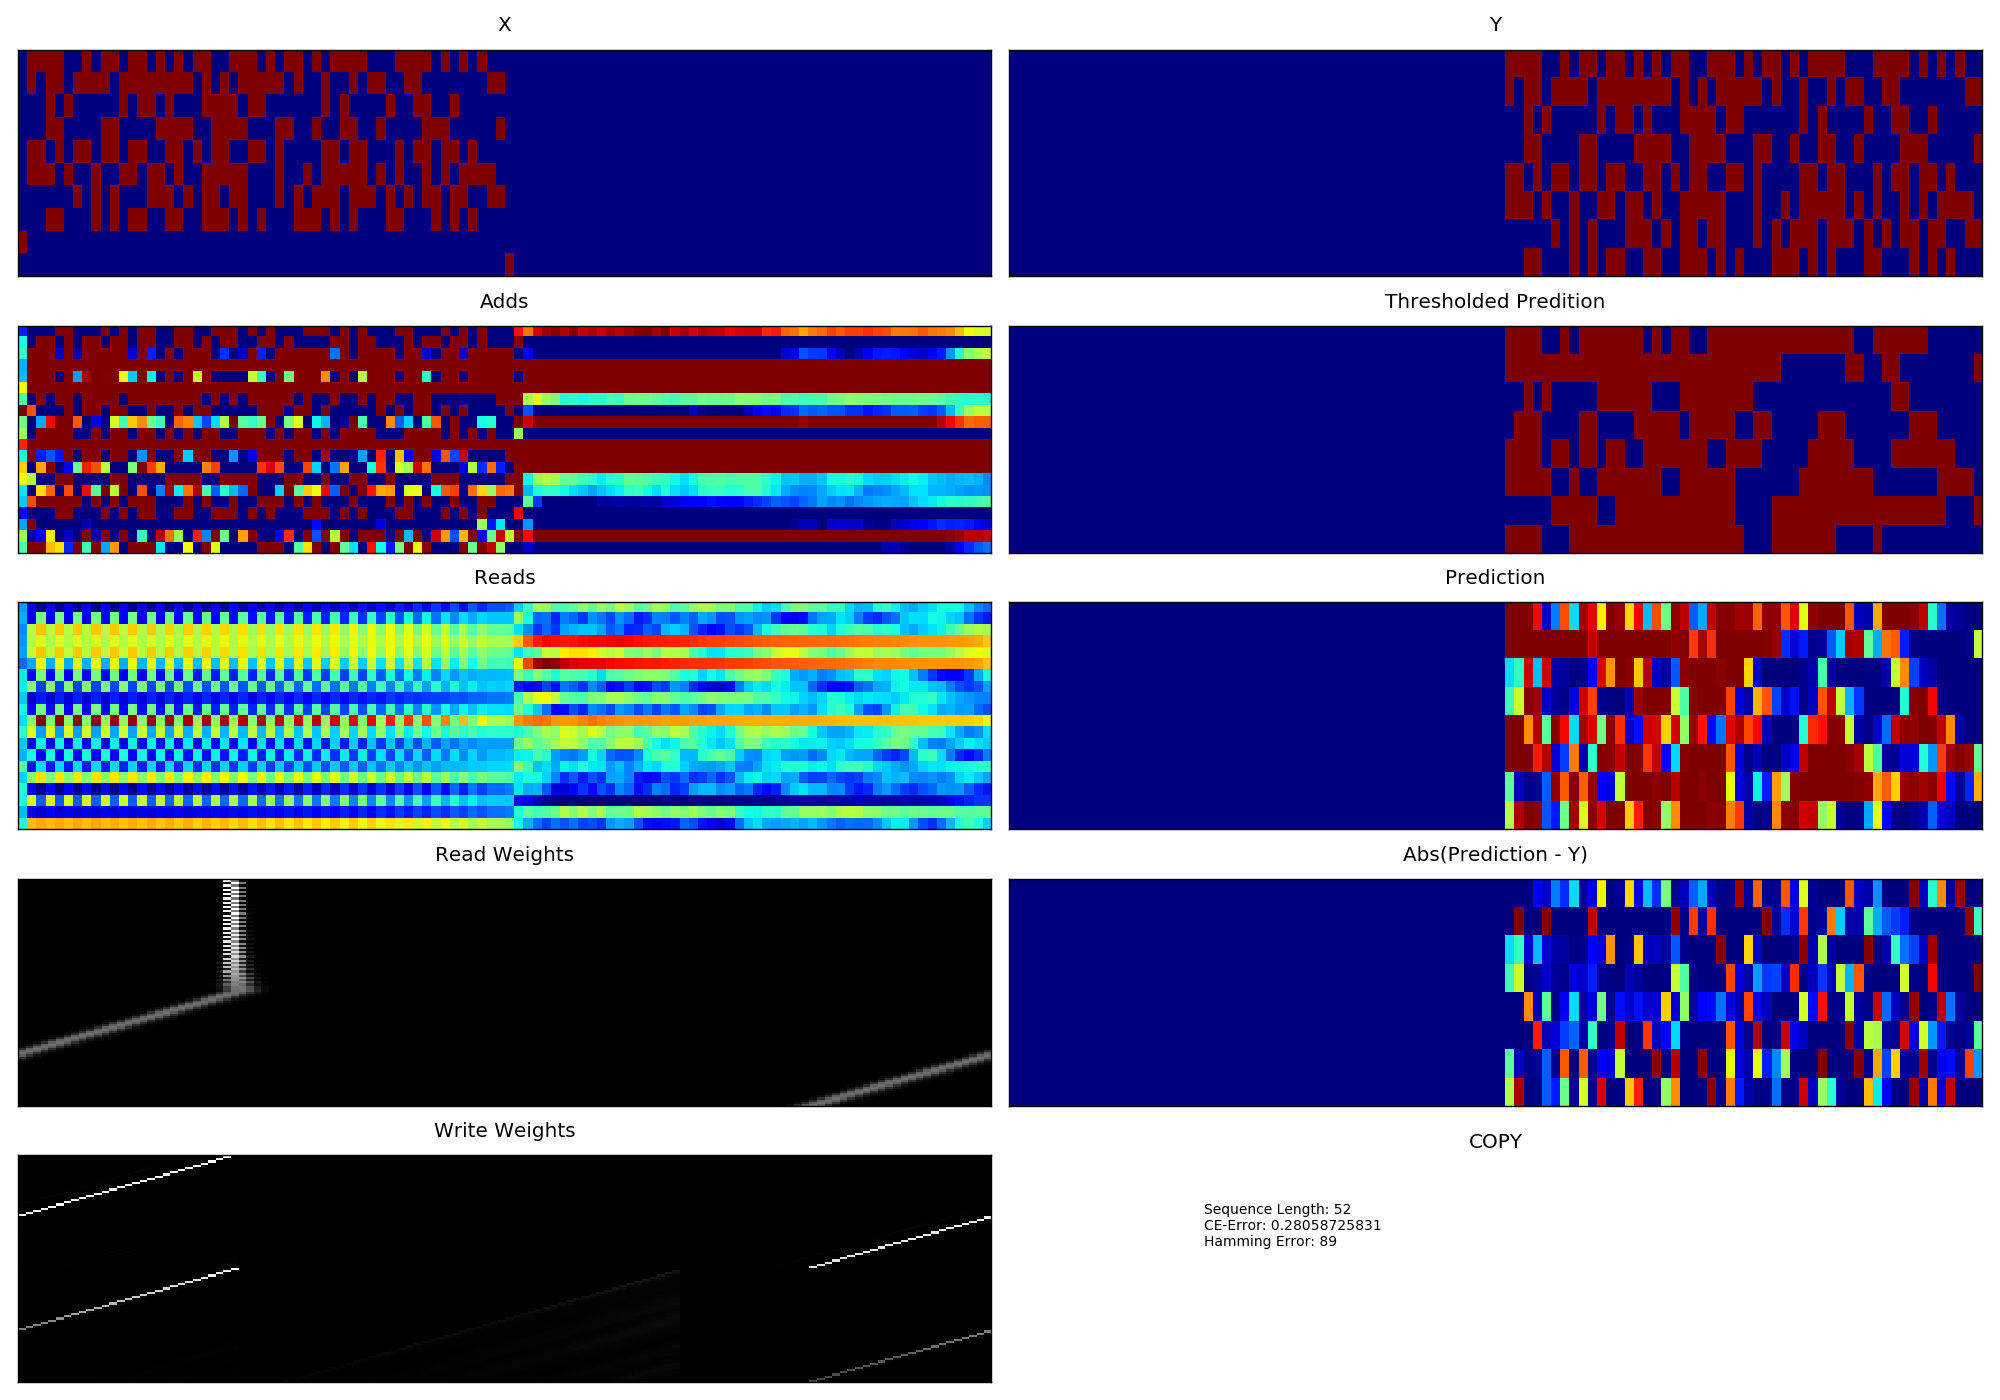 X
Y
Adds
Thresholded Predition
Reads
Prediction
Read Weights
Abs(Prediction - Y)
Write Weights
COPY
Sequence Length: 52
CE-Error: 0.28058725831
Hamming Error: 89